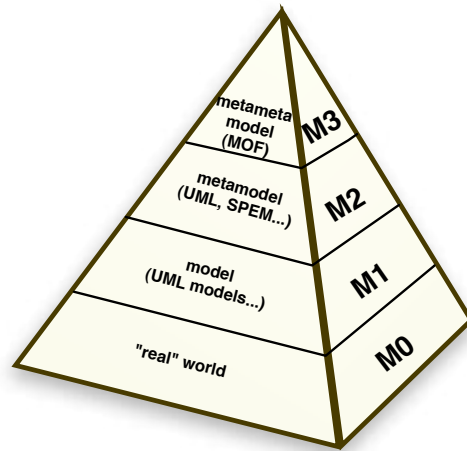 metameta
model
(MOF)
M3
metamodel
(UML, SPEM...)
M2
model
(UML models...)
M1
"real" world
M0